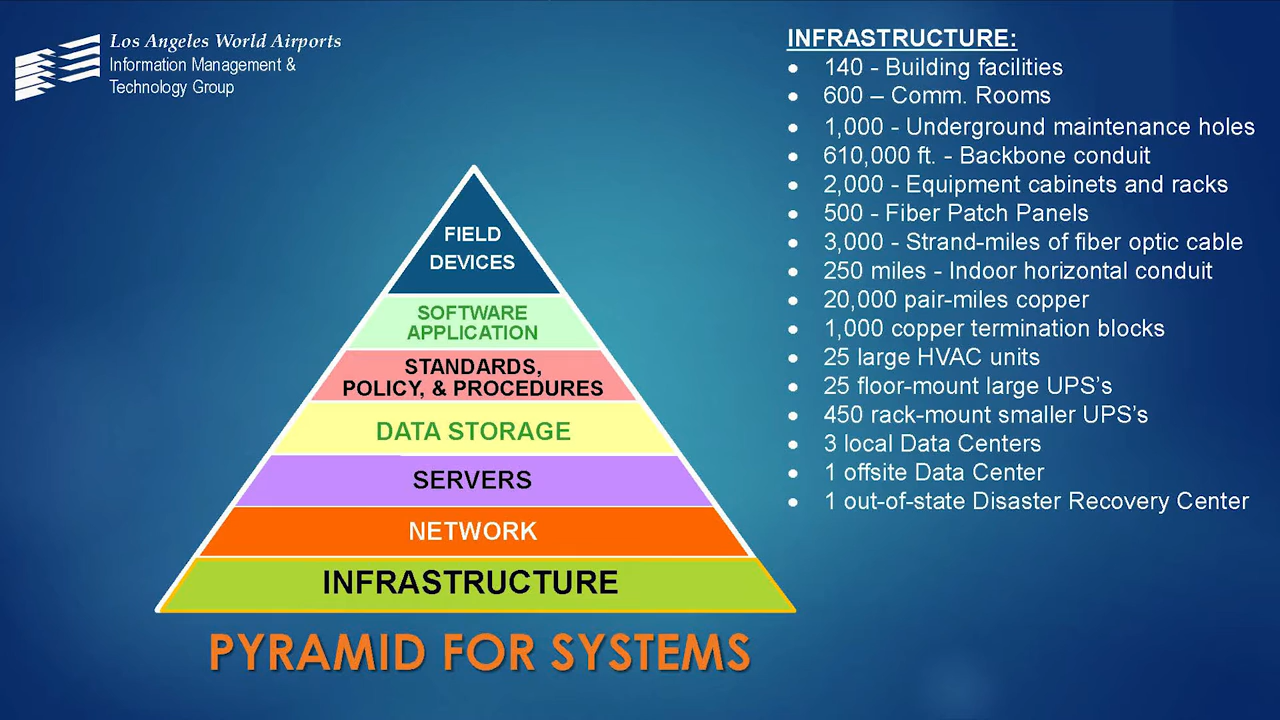 Los Angeles World Airports
Information Management &
Technology Group
INFRASTRUCTURE:
• 140 - Building facilities
• 600 – Comm. Rooms
• 1,000 - Underground maintenance holes
• 610,000 ft. - Backbone conduit
• 2,000 - Equipment cabinets and racks
• 500 - Fiber Patch Panels
• 3,000 - Strand-miles of fiber optic cable
• 250 miles - Indoor horizontal conduit
• 20,000 pair-miles copper
• 1,000 copper termination blocks
• 25 large HVAC units
• 25 floor-mount large UPS’s
• 450 rack-mount smaller UPS’s
• 3 local Data Centers
• 1 offsite Data Center
• 1 out-of-state Disaster Recovery Center
FIELD
DEVICES
SOFTWARE
APPLICATION
STANDARDS,
POLICY, & PROCEDURES
DATA STORAGE
SERVERS
NETWORK
INFRASTRUCTURE
PYRAMID FOR SYSTEMS